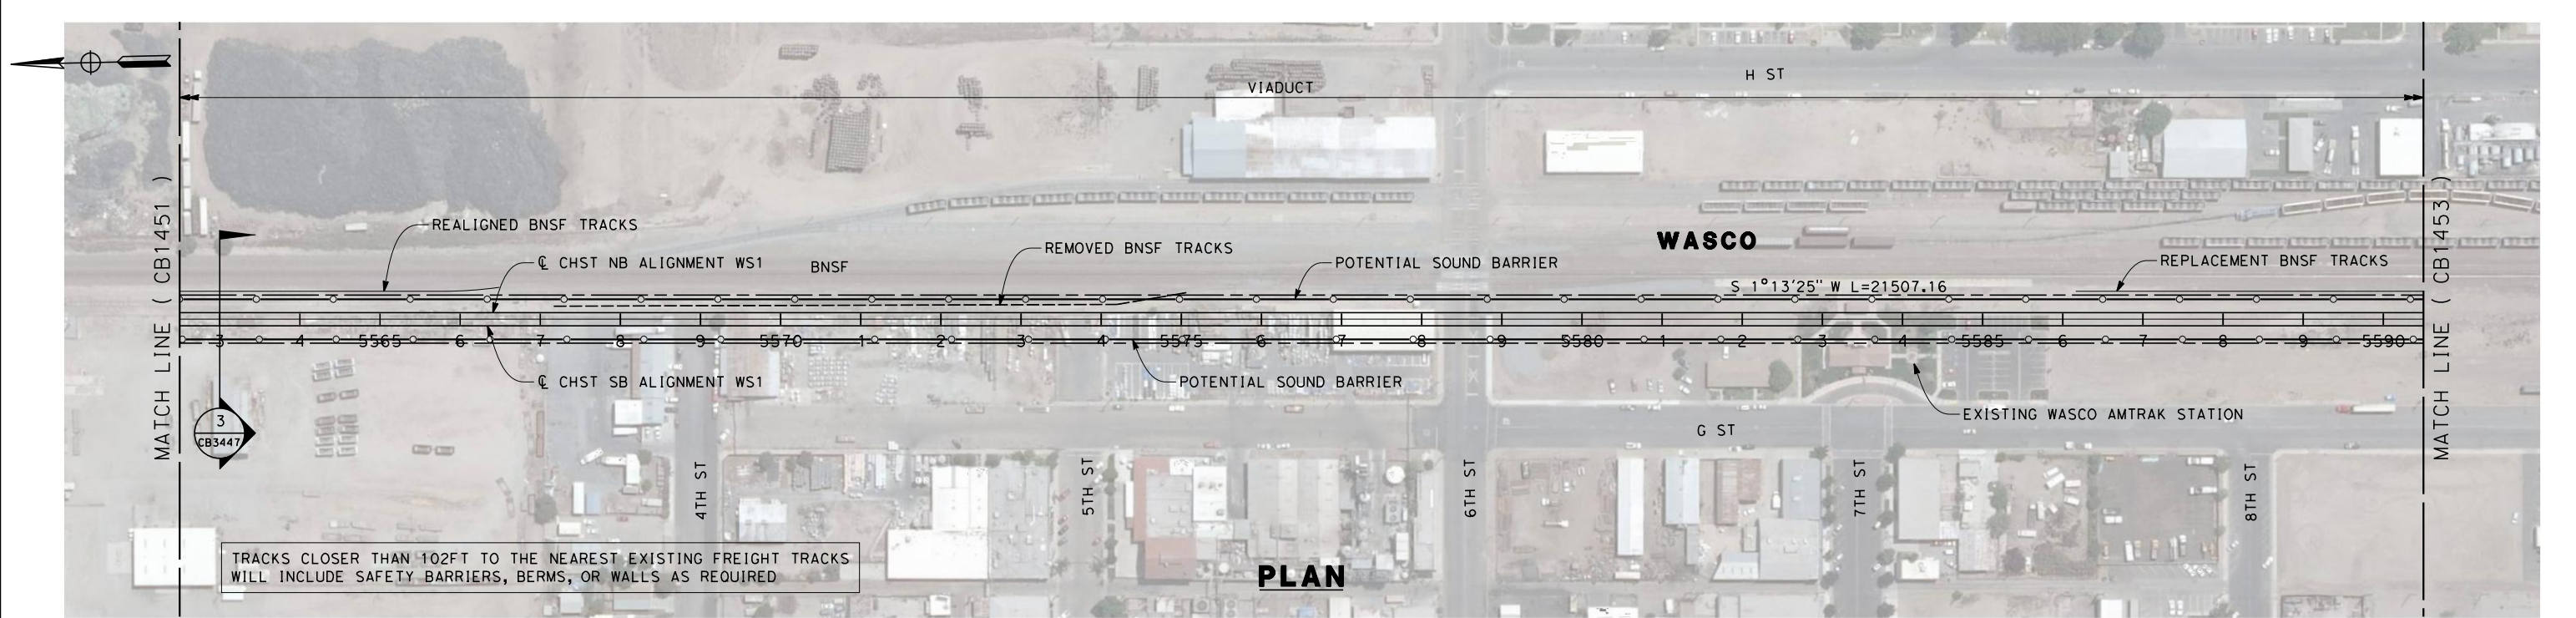 H ST
VIADUCT
MATCH LINE ( CB1451 )
REALIGNED BNSF TRACKS
REMOVED BNSF TRACKS
WASCO
MATCH LINE ( CB1453 )
℄ CHST NB ALIGNMENT WS1
BNSF
POTENTIAL SOUND BARRIER
REPLACEMENT BNSF TRACKS
S 1°13'25" W L=21507.16
3 4 5565 6 7 8 9 5570 1 2 3 4 5575 6 7 8 9 5580 1 2 3 4 5585 6 7 8 9 5590
℄ CHST SB ALIGNMENT WS1
POTENTIAL SOUND BARRIER
EXISTING WASCO AMTRAK STATION
3
CB3447
G ST
4TH ST
5TH ST
6TH ST
7TH ST
8TH ST
TRACKS CLOSER THAN 102FT TO THE NEAREST EXISTING FREIGHT TRACKS
WILL INCLUDE SAFETY BARRIERS, BERMS, OR WALLS AS REQUIRED
PLAN